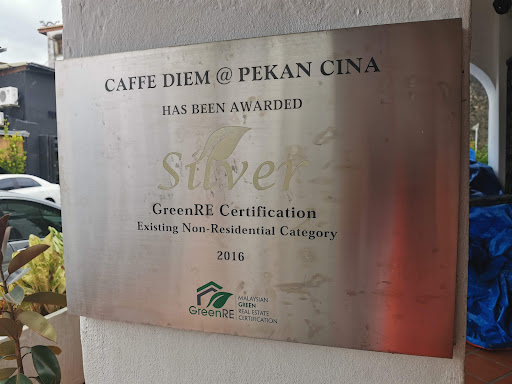 CAFFE DIEM @ PEKAN CINA
HAS BEEN AWARDED
Silver
GreenRE Certification
Existing Non-Residential Category
2016
GreenRE
MALAYSIAN
GREEN
REAL ESTATE
CERTIFICATION